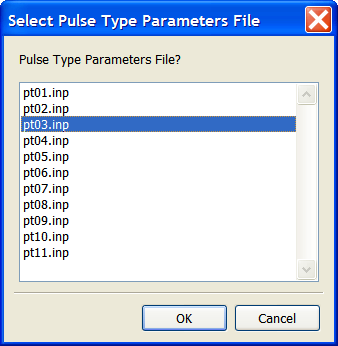 Select Pulse Type Parameters File
Pulse Type Parameters File?
pt01.inp
pt02.inp
pt03.inp
pt04.inp
pt05.inp
pt06.inp
pt07.inp
pt08.inp
pt09.inp
pt10.inp
pt11.inp
OK Cancel